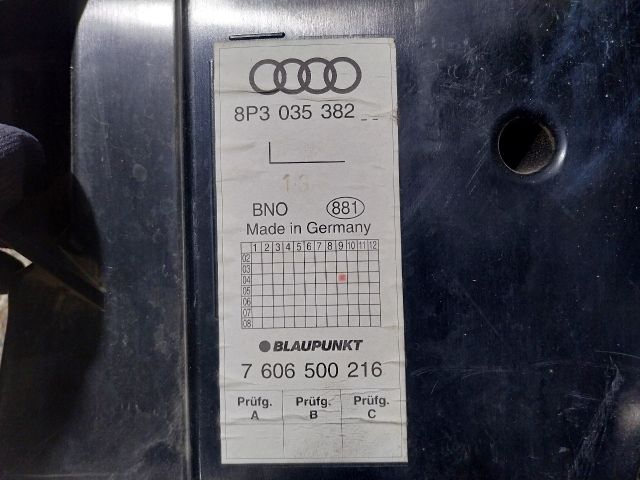 8P3 035 382 _ _
13
BNO 881
Made in Germany
1 2 3 4 5 6 7 8 9 10 11 12
02
03
04
05
06
07
08
BLAUPUNKT
7 606 500 216
Prüfg. Prüfg. Prüfg.
A B C